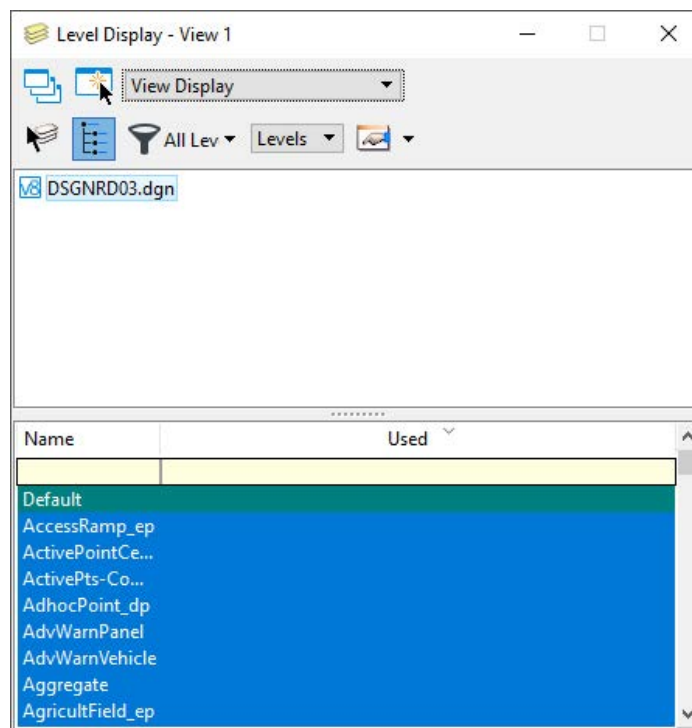 Level Display - View 1
View Display
All Lev Levels
V8 DSGNRD03.dgn
Name Used
Default
AccessRamp_ep
ActivePointCe...
ActivePts-Co...
AdhocPoint_dp
AdvWarnPanel
AdvWarnVehicle
Aggregate
AgricultField_ep